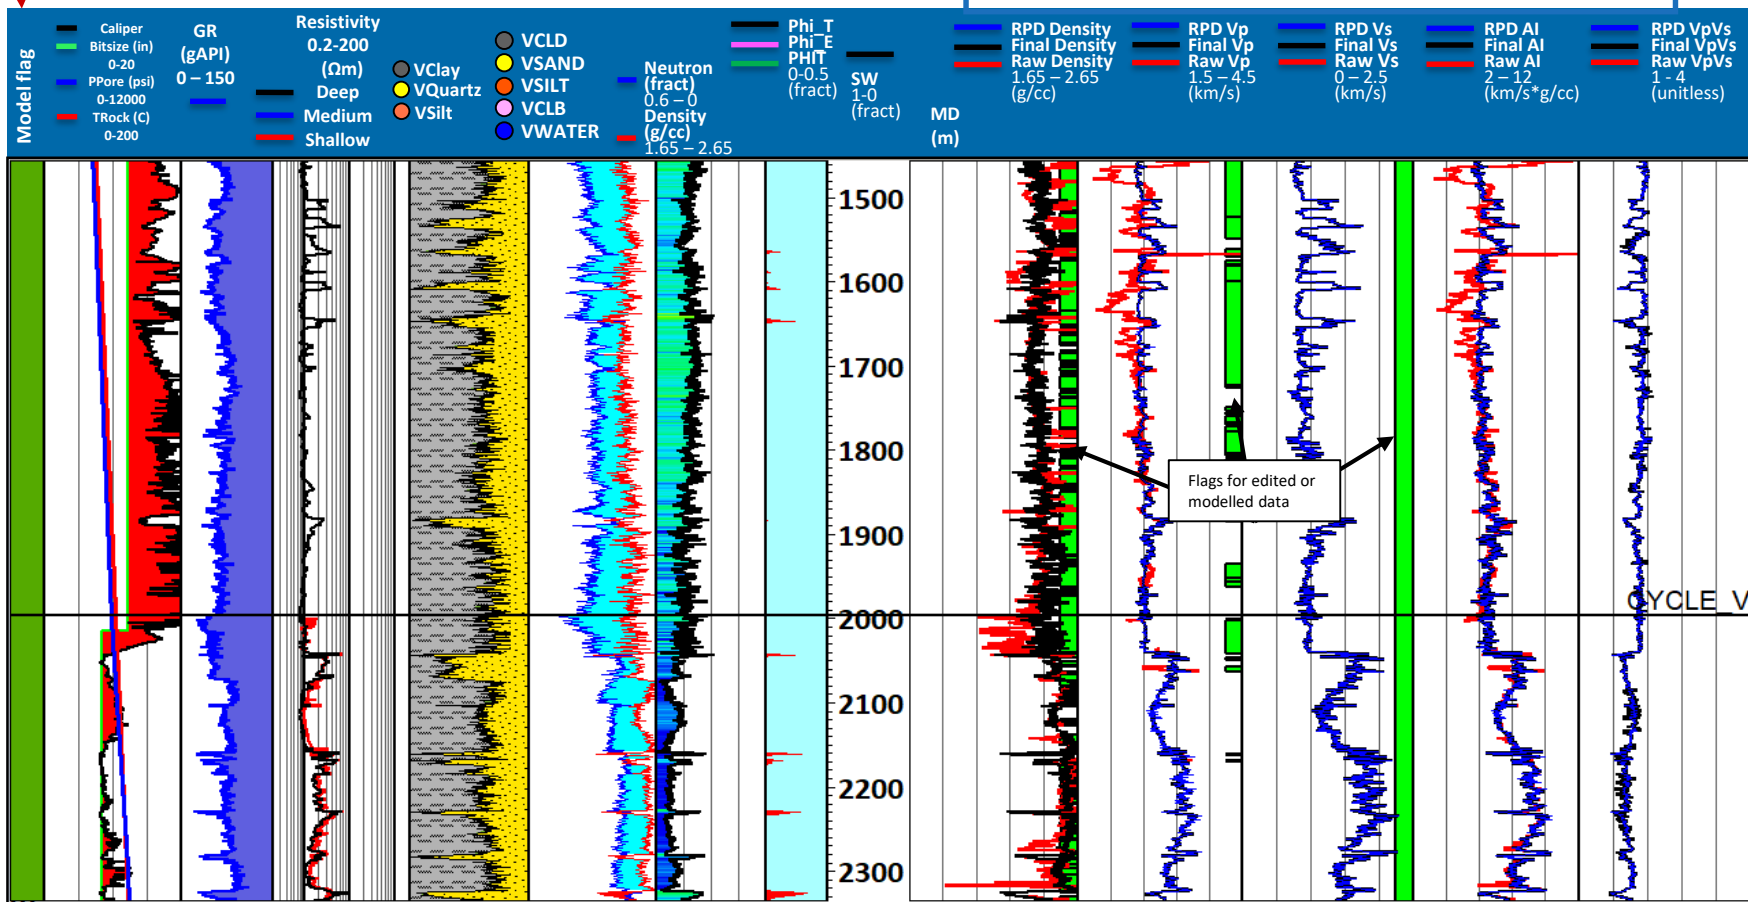 Model flag
Caliper
Bitsize (in)
0-20
PPore (psi)
0-12000
TRock (C)
0-200
GR
(gAPI)
0 – 150
Resistivity
0.2-200
(Ωm)
Deep
Medium
Shallow
VClay
VQuartz
VSilt
VCLD
VSAND
VSILT
VCLB
VWATER
Neutron
(fract)
0.6 – 0
Density
(g/cc)
1.65 – 2.65
Phi_T
Phi_E
PHIT
0-0.5
(fract)
SW
1-0
(fract)
MD
(m)
RPD Density
Final Density
Raw Density
1.65 – 2.65
(g/cc)
RPD Vp
Final Vp
Raw Vp
1.5 – 4.5
(km/s)
RPD Vs
Final Vs
Raw Vs
0 – 2.5
(km/s)
RPD AI
Final AI
Raw AI
2 – 12
(km/s*g/cc)
RPD VpVs
Final VpVs
Raw VpVs
1 - 4
(unitless)
1500
1600
1700
1800
1900
2000
2100
2200
2300
Flags for edited or
modelled data
CYCLE_V